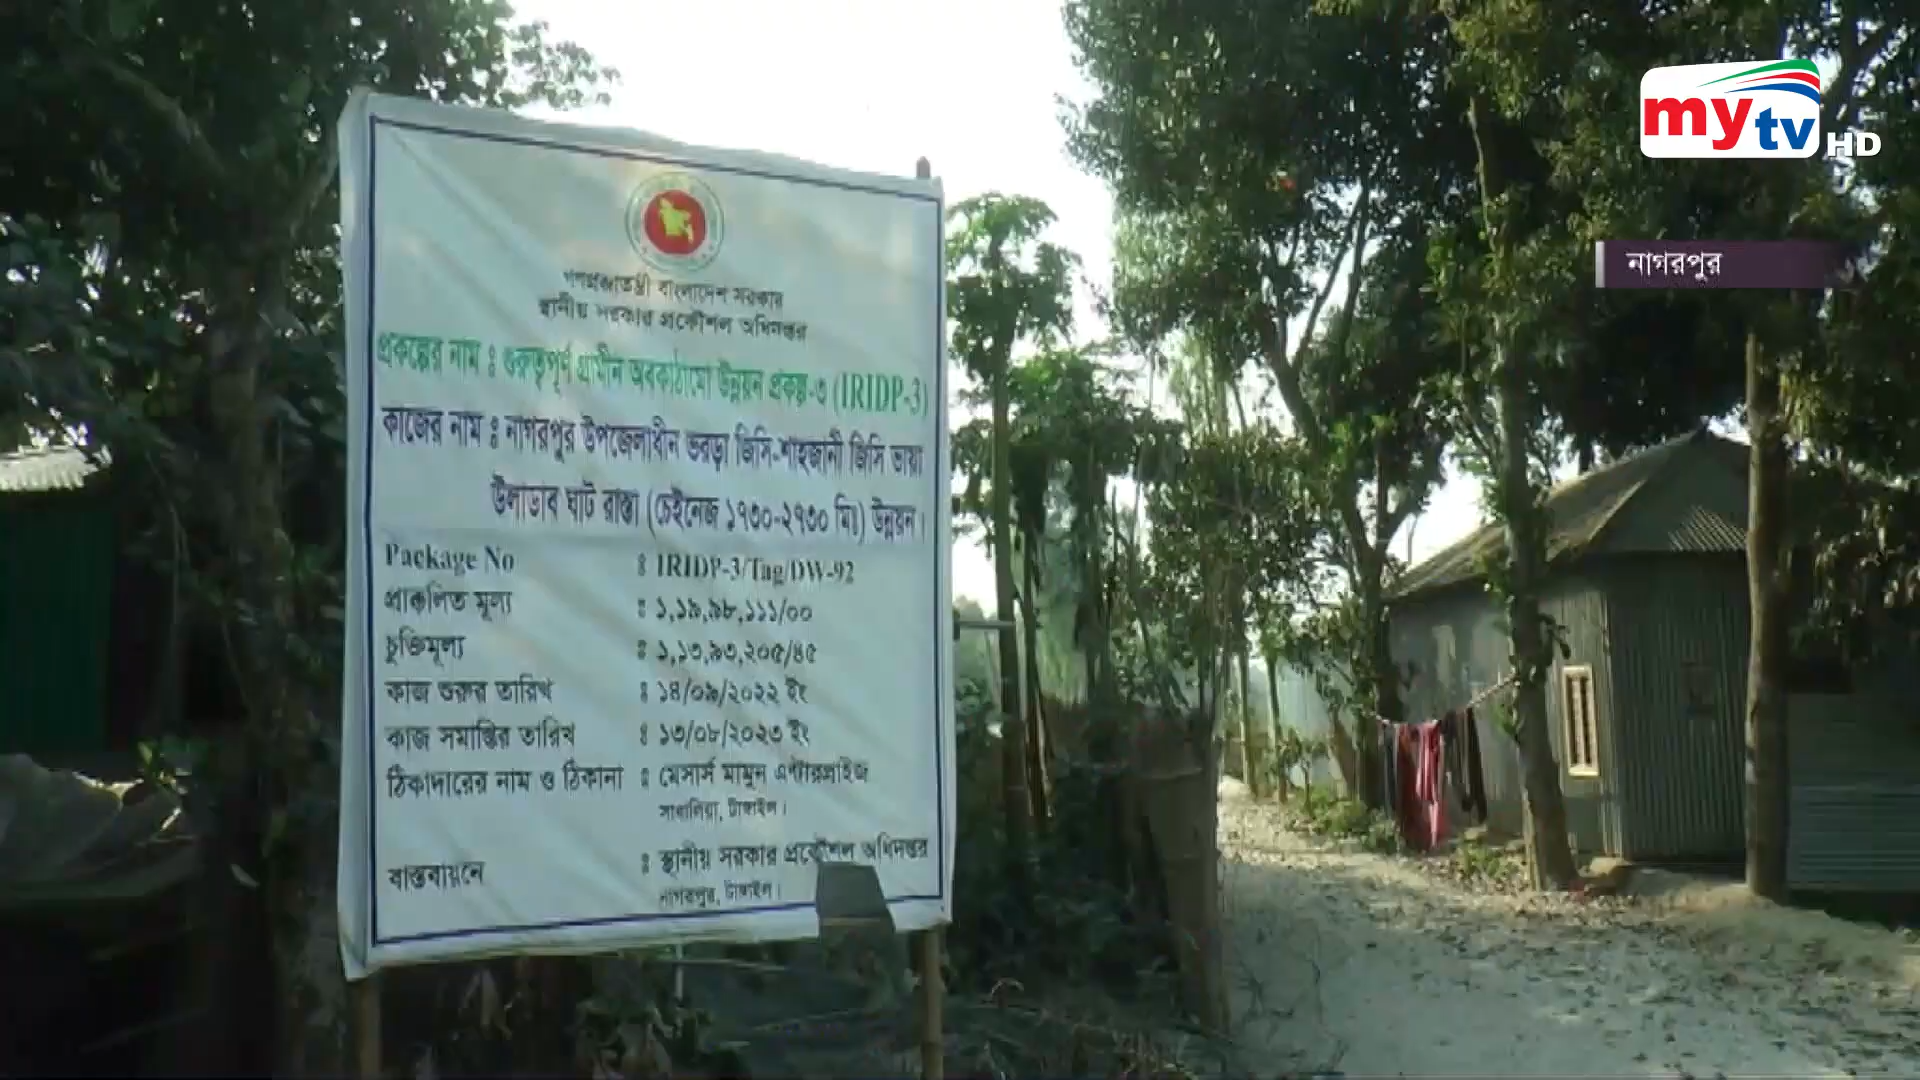 গণপ্রজাতন্ত্রী বাংলাদেশ সরকার
স্থানীয় সরকার প্রকৌশল অধিদপ্তর
প্রকল্পের নাম ঃ গুরুত্বপূর্ণ গ্রামীন অবকাঠামো উন্নয়ন প্রকল্প-৩ (IRIDP-3)
কাজের নাম ঃ নাগরপুর উপজেলাধীন ভররা জিসি-শাহজানী জিসি ভায়া
উলাডাব ঘাট রাস্তা (চেইনেজ ১৭৩০-২৭৩০ মিঃ) উন্নয়ন।
Package No ঃ IRIDP-3/Tng/DW-92
প্রাক্কলিত মূল্য ঃ ১,১৯,৯৮,১১১/০০
চুক্তিমূল্য ঃ ১,১৩,৯৩,২০৫/৪৫
কাজ শুরুর তারিখ ঃ ১৪/০৯/২০২২ ইং
কাজ সমাপ্তির তারিখ ঃ ১৩/০৮/২০২৩ ইং
ঠিকাদারের নাম ও ঠিকানা ঃ মেসার্স মামুন এন্টারপ্রাইজ
সাবালিয়া, টাঙ্গাইল।
বাস্তবায়নে ঃ স্থানীয় সরকার প্রকৌশল অধিদপ্তর
নাগরপুর, টাঙ্গাইল।
mytv HD
নাগরপুর